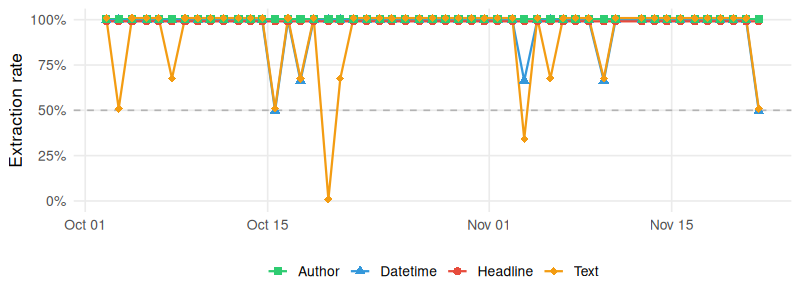 Extraction rate
100%
75%
50%
25%
0%
Oct 01 Oct 15 Nov 01 Nov 15
Author Datetime Headline Text